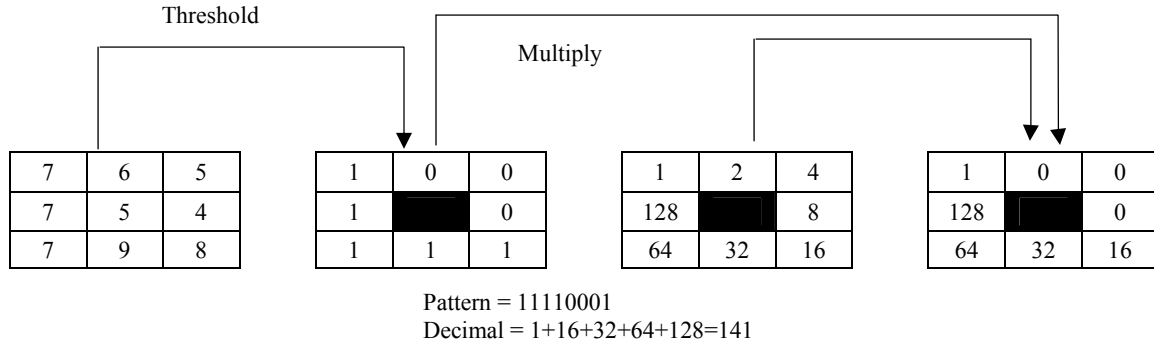 Threshold
Multiply
7 6 5
7 5 4
7 9 8
1 0 0
1 0
1 1 1
1 2 4
128 8
64 32 16
1 0 0
128 0
64 32 16
Pattern = 11110001
Decimal = 1+16+32+64+128=141